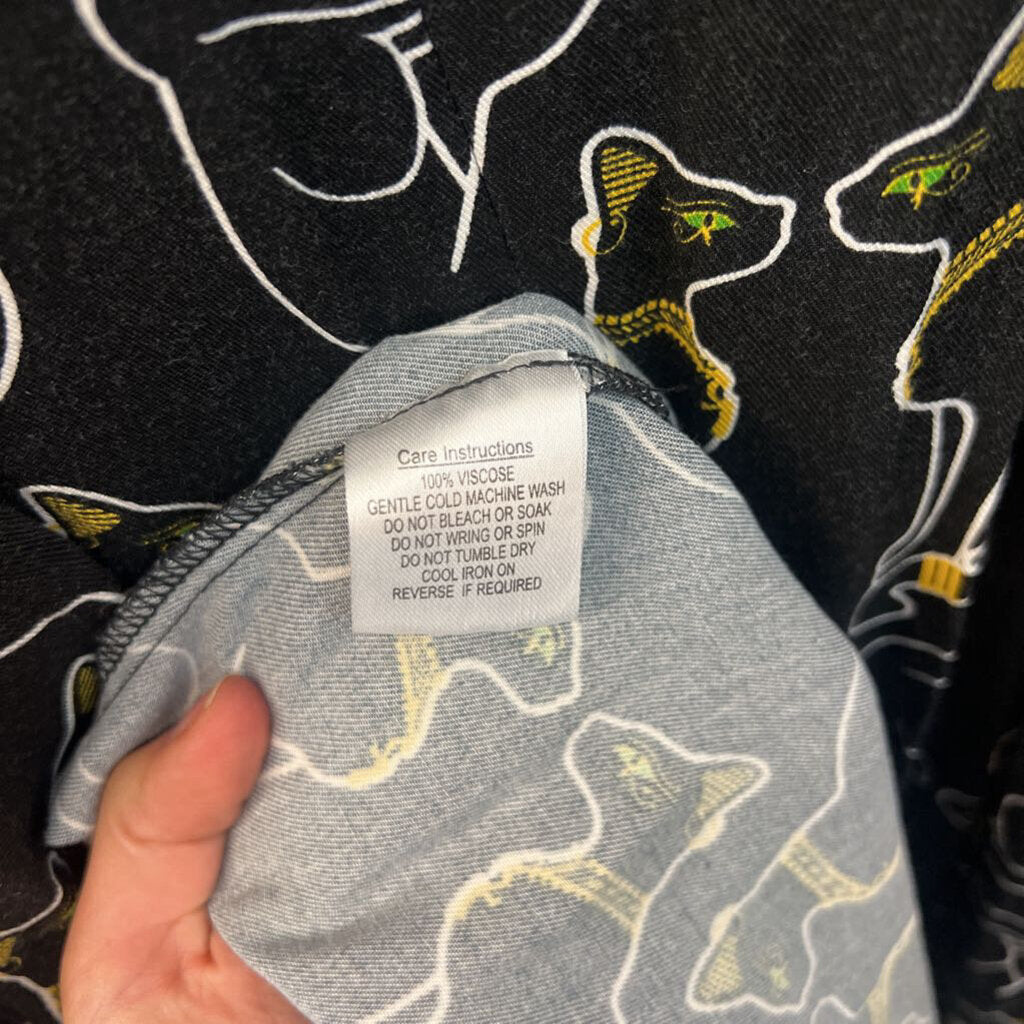 Care Instructions
100% VISCOSE
GENTLE COLD MACHINE WASH
DO NOT BLEACH OR SOAK
DO NOT WRING OR SPIN
DO NOT TUMBLE DRY
COOL IRON ON
REVERSE IF REQUIRED